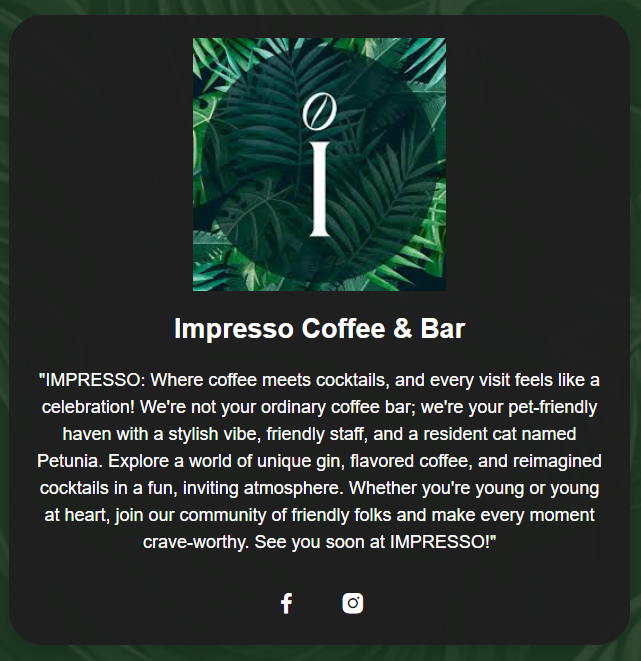 I
Impresso Coffee & Bar
"IMPRESSO: Where coffee meets cocktails, and every visit feels like a
celebration! We're not your ordinary coffee bar; we're your pet-friendly
haven with a stylish vibe, friendly staff, and a resident cat named
Petunia. Explore a world of unique gin, flavored coffee, and reimagined
cocktails in a fun, inviting atmosphere. Whether you're young or young
at heart, join our community of friendly folks and make every moment
crave-worthy. See you soon at IMPRESSO!"